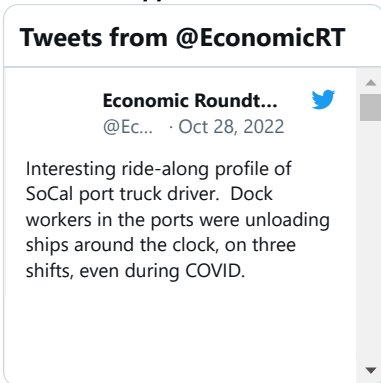 Tweets from @EconomicRT
Economic Roundt...
@Ec... · Oct 28, 2022
Interesting ride-along profile of
SoCal port truck driver. Dock
workers in the ports were unloading
ships around the clock, on three
shifts, even during COVID.